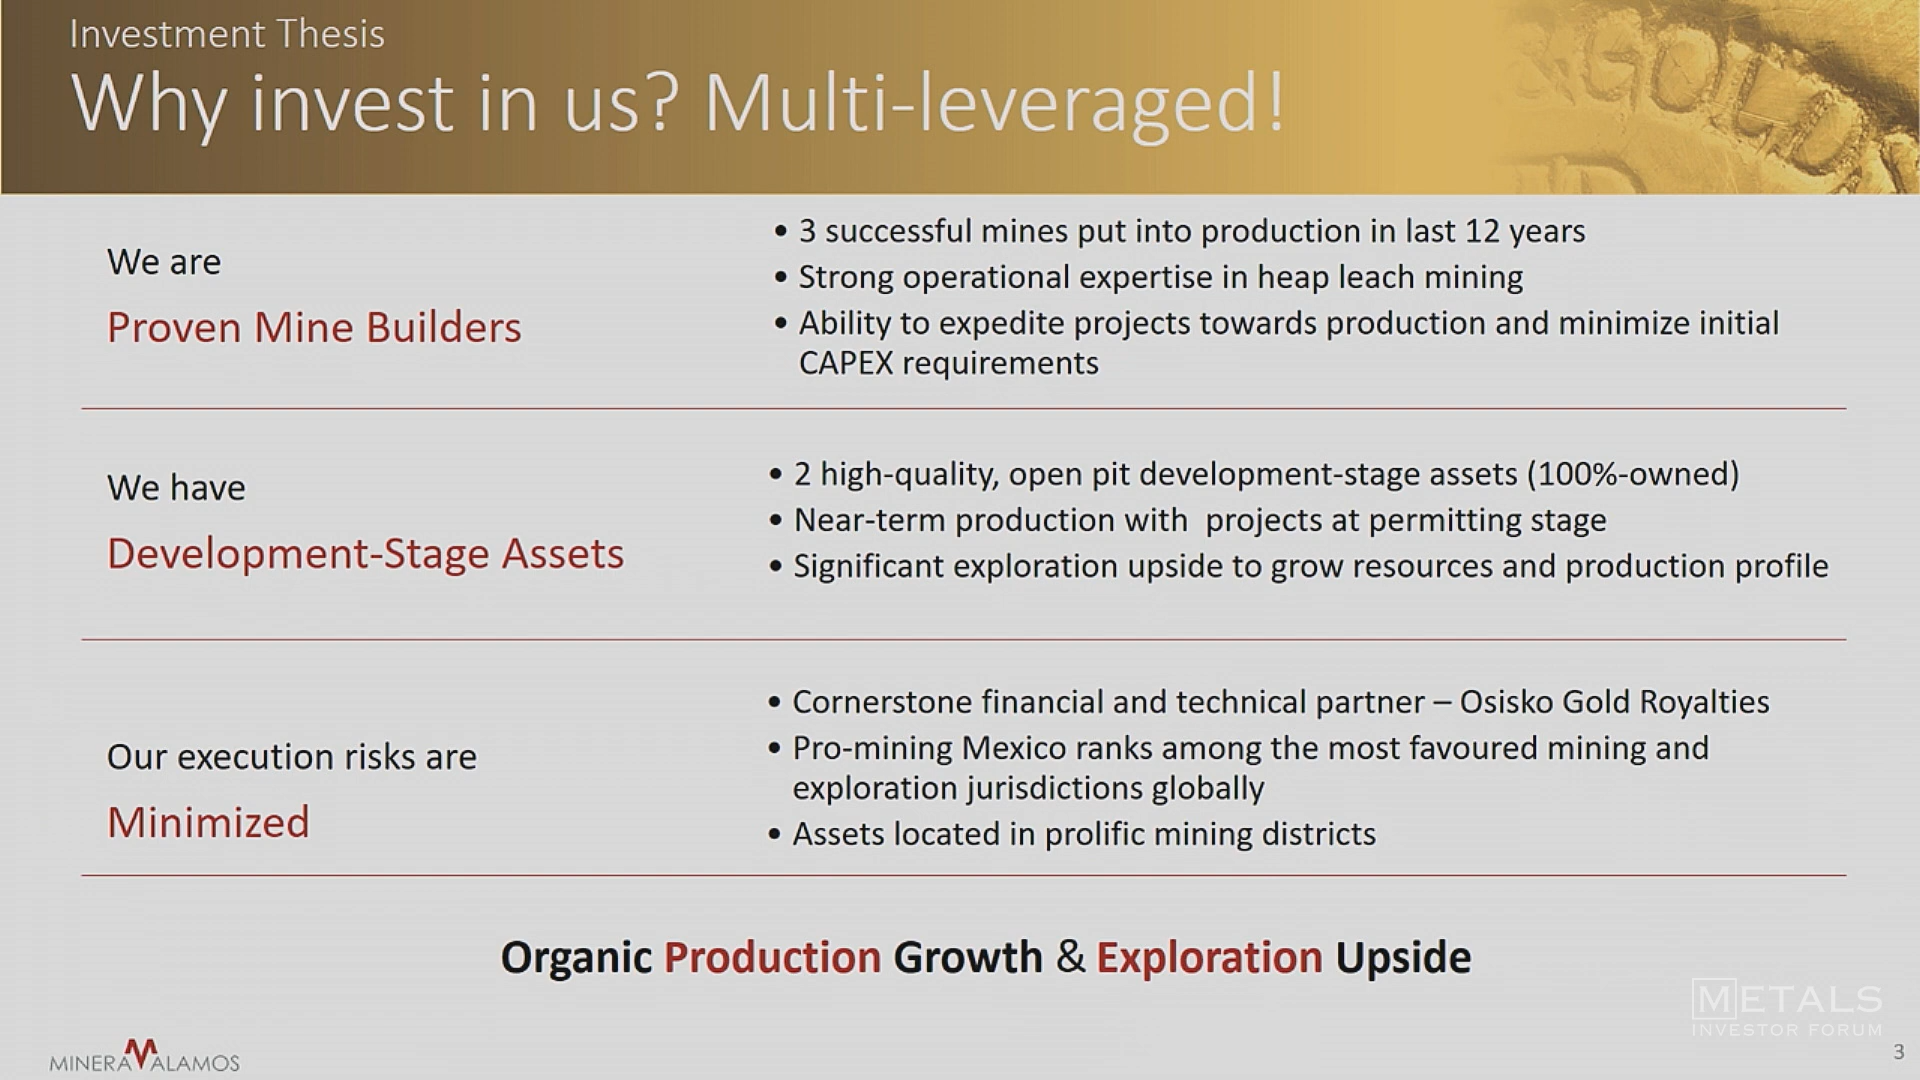 Investment Thesis
Why invest in us? Multi-leveraged!
We are
Proven Mine Builders
• 3 successful mines put into production in last 12 years
• Strong operational expertise in heap leach mining
• Ability to expedite projects towards production and minimize initial
CAPEX requirements
We have
Development-Stage Assets
• 2 high-quality, open pit development-stage assets (100%-owned)
• Near-term production with  projects at permitting stage
• Significant exploration upside to grow resources and production profile
Our execution risks are
Minimized
• Cornerstone financial and technical partner – Osisko Gold Royalties
• Pro-mining Mexico ranks among the most favoured mining and
exploration jurisdictions globally
• Assets located in prolific mining districts
Organic Production Growth & Exploration Upside
METALS
INVESTOR FORUM
MINERA ALAMOS
3